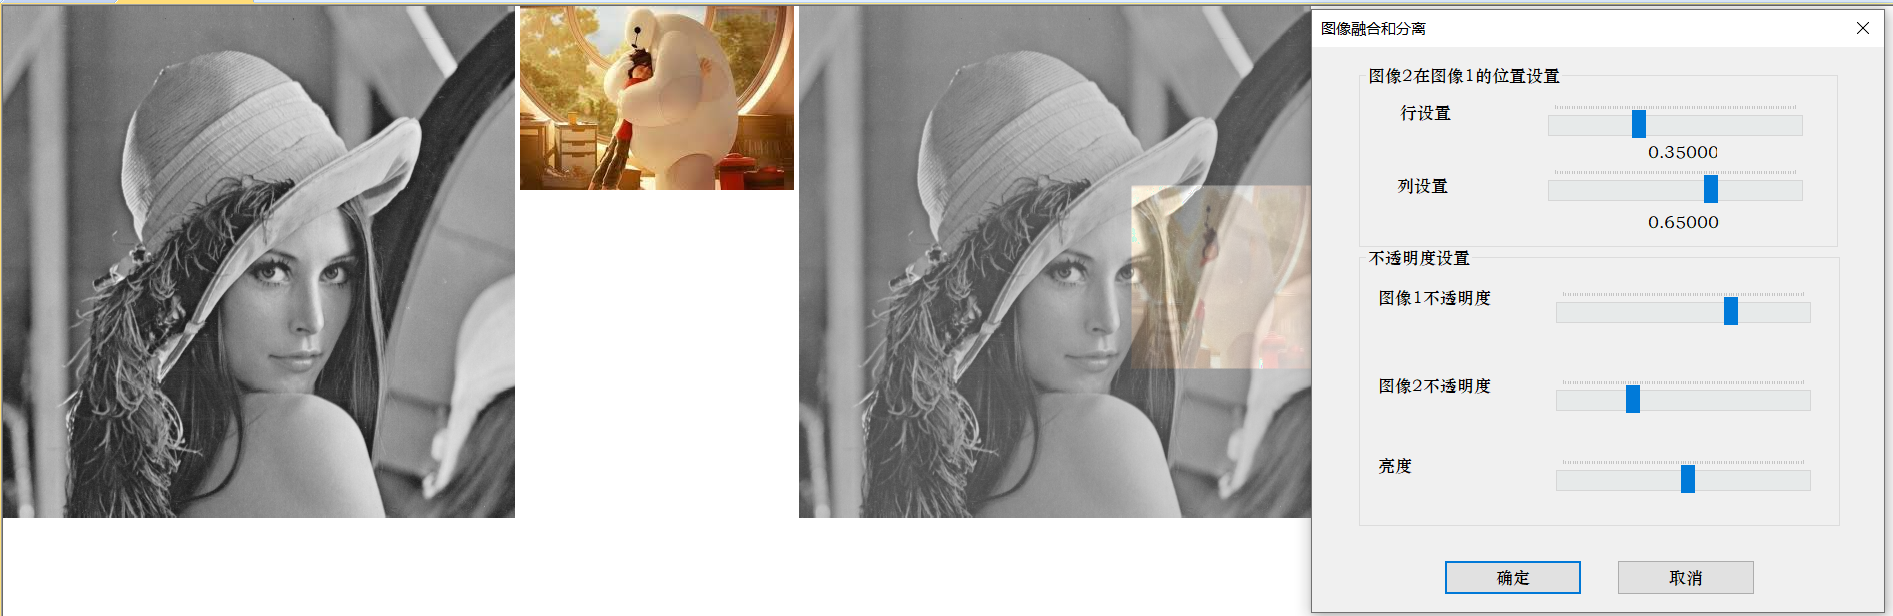 图像融合和分离
图像2在图像1的位置设置
行设置
0.35000
列设置
0.65000
不透明度设置
图像1不透明度
图像2不透明度
亮度
确定
取消